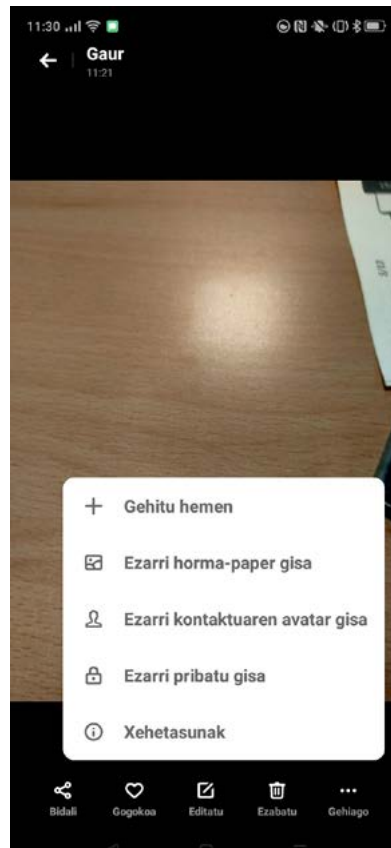 11:30
Gaur
11:21
Gehitu hemen
Ezarri horma-paper gisa
Ezarri kontaktuaren avatar gisa
Ezarri pribatu gisa
Xehetasunak
Bidali
Gogokoa
Editatu
Ezabatu
Gehiago